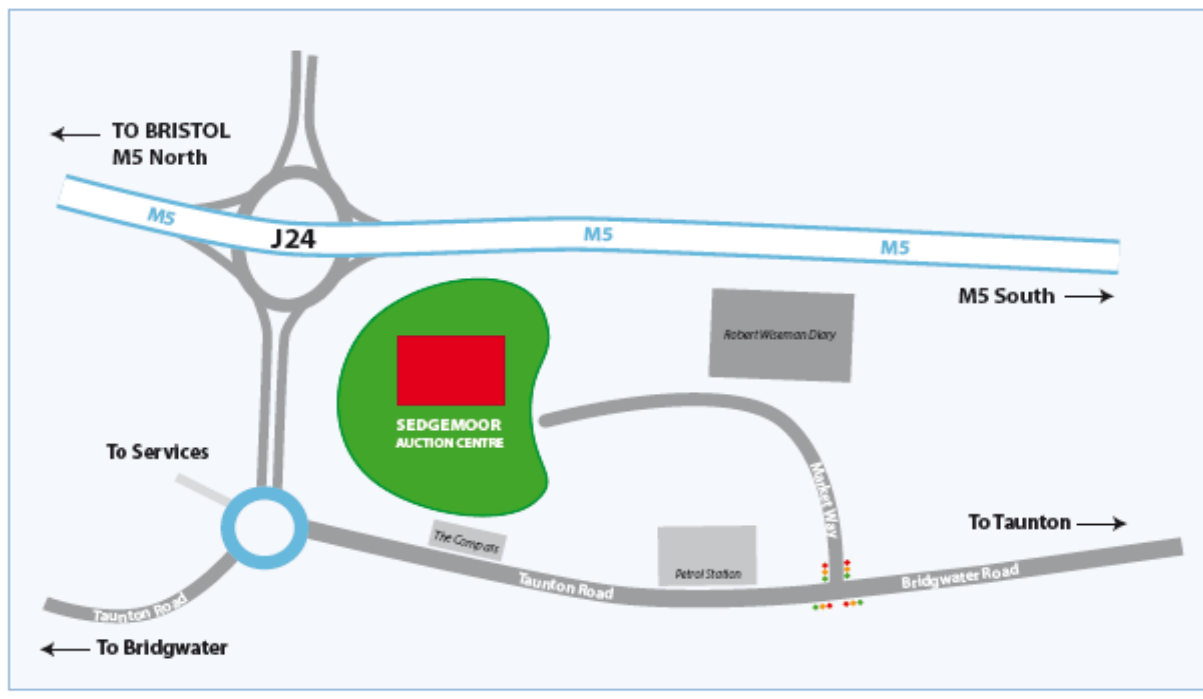 TO BRISTOL
M5 North
M5
J24
M5
M5
M5 South
Robert Wiseman Diary
SEDGEMOOR
AUCTION CENTRE
To Services
Market Way
The Compass
Petrol Station
To Taunton
Taunton Road
Bridgwater Road
Taunton Road
To Bridgwater